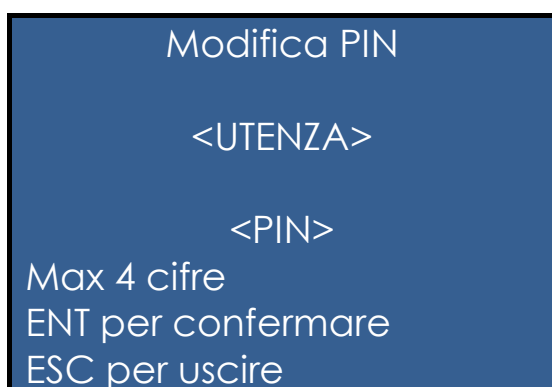 Modifica PIN
<UTENZA>
<PIN>
Max 4 cifre
ENT per confermare
ESC per uscire